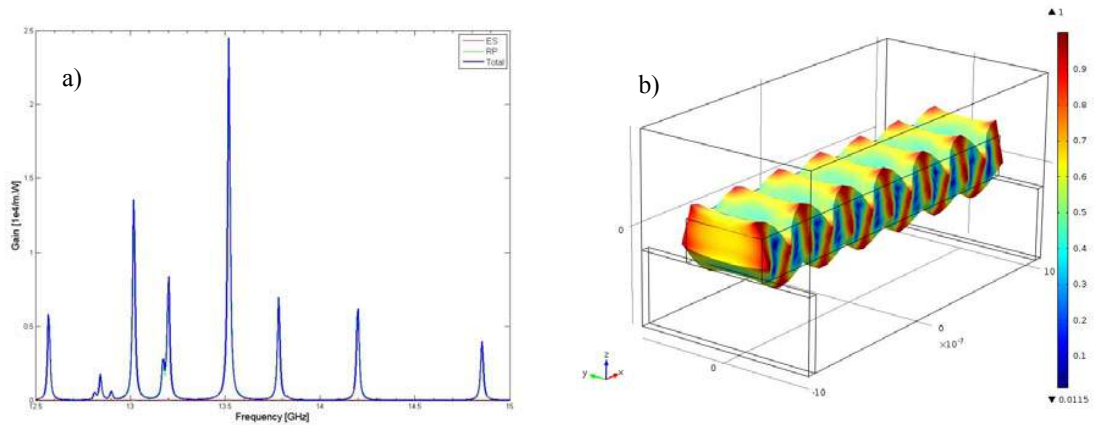 a)
2.5
2
1.5
1
0.5
0
Gain [1e4/m.W]
12.5
13
13.5
14
14.5
15
Frequency [GHz]
ES
RP
Total
b)
0
10
0
×10⁻⁷
0
-10
z
y
x
▲ 1
0.9
0.8
0.7
0.6
0.5
0.4
0.3
0.2
0.1
▼ 0.0115